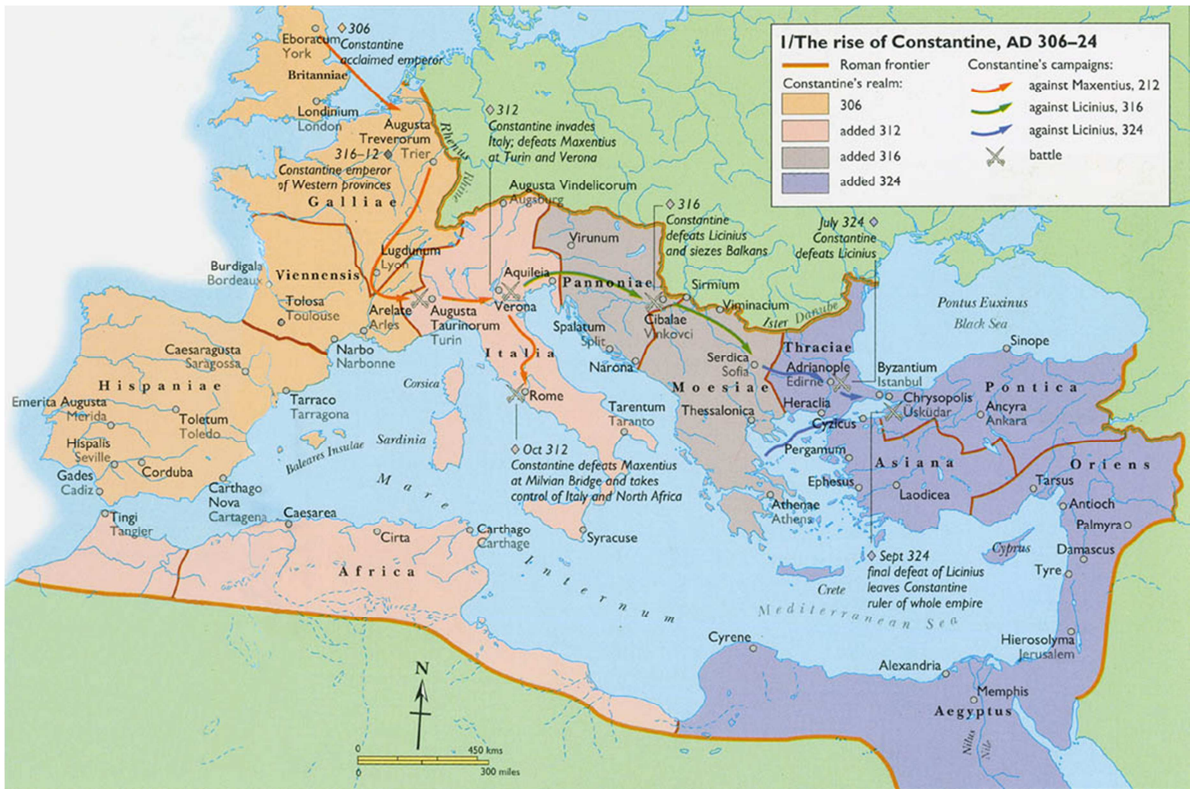 1/The rise of Constantine, AD 306–24
Roman frontier
Constantine's realm:
306
added 312
added 316
added 324
Constantine's campaigns:
against Maxentius, 212
against Licinius, 316
against Licinius, 324
battle
306
Constantine
acclaimed emperor
Eboracum
York
Britanniae
Londinium
London
Augusta
Treverorum
Trier
316–12
Constantine emperor
of Western provinces
Galliae
Rhenus
Rhine
312
Constantine invades
Italy; defeats Maxentius
at Turin and Verona
Augusta Vindelicorum
Augsburg
316
Constantine
defeats Licinius
and siezes Balkans
July 324
Constantine
defeats Licinius
Virunum
Burdigala
Bordeaux
Viennensis
Lugdunum
Lyon
Tolosa
Toulouse
Arelate
Arles
Narbo
Narbonne
Augusta
Taurinorum
Turin
Verona
Aquileia
Pannoniae
Sirmium
Viminacium
Ister
Danube
Cibalae
Vinkovci
Spalatum
Split
Narona
Italia
Serdica
Sofia
Moesiae
Thessalonica
Thraciae
Adrianople
Edirne
Heraclia
Byzantium
Istanbul
Chrysopolis
Üsküdar
Cyzicus
Pontus Euxinus
Black Sea
Sinope
Pontica
Ancyra
Ankara
Caesaragusta
Saragossa
Hispaniae
Emerita Augusta
Merida
Toletum
Toledo
Tarraco
Tarragona
Hispalis
Seville
Corduba
Gades
Cadiz
Carthago
Nova
Cartagena
Baleares Insulae
Corsica
Sardinia
Rome
Tarentum
Taranto
Oct 312
Constantine defeats Maxentius
at Milvian Bridge and takes
control of Italy and North Africa
Pergamum
Asiana
Ephesus
Laodicea
Oriens
Tarsus
Antioch
Palmyra
Athenae
Athens
Cyprus
Damascus
Tyre
Tingi
Tangier
Caesarea
Cirta
Carthago
Carthage
Syracuse
Africa
Mare
Internum
Mediterranean Sea
Crete
Sept 324
final defeat of Licinius
leaves Constantine
ruler of whole empire
Cyrene
Alexandria
Hierosolyma
Jerusalem
Memphis
Aegyptus
Nilus
Nile
N
0
450 kms
0
300 miles